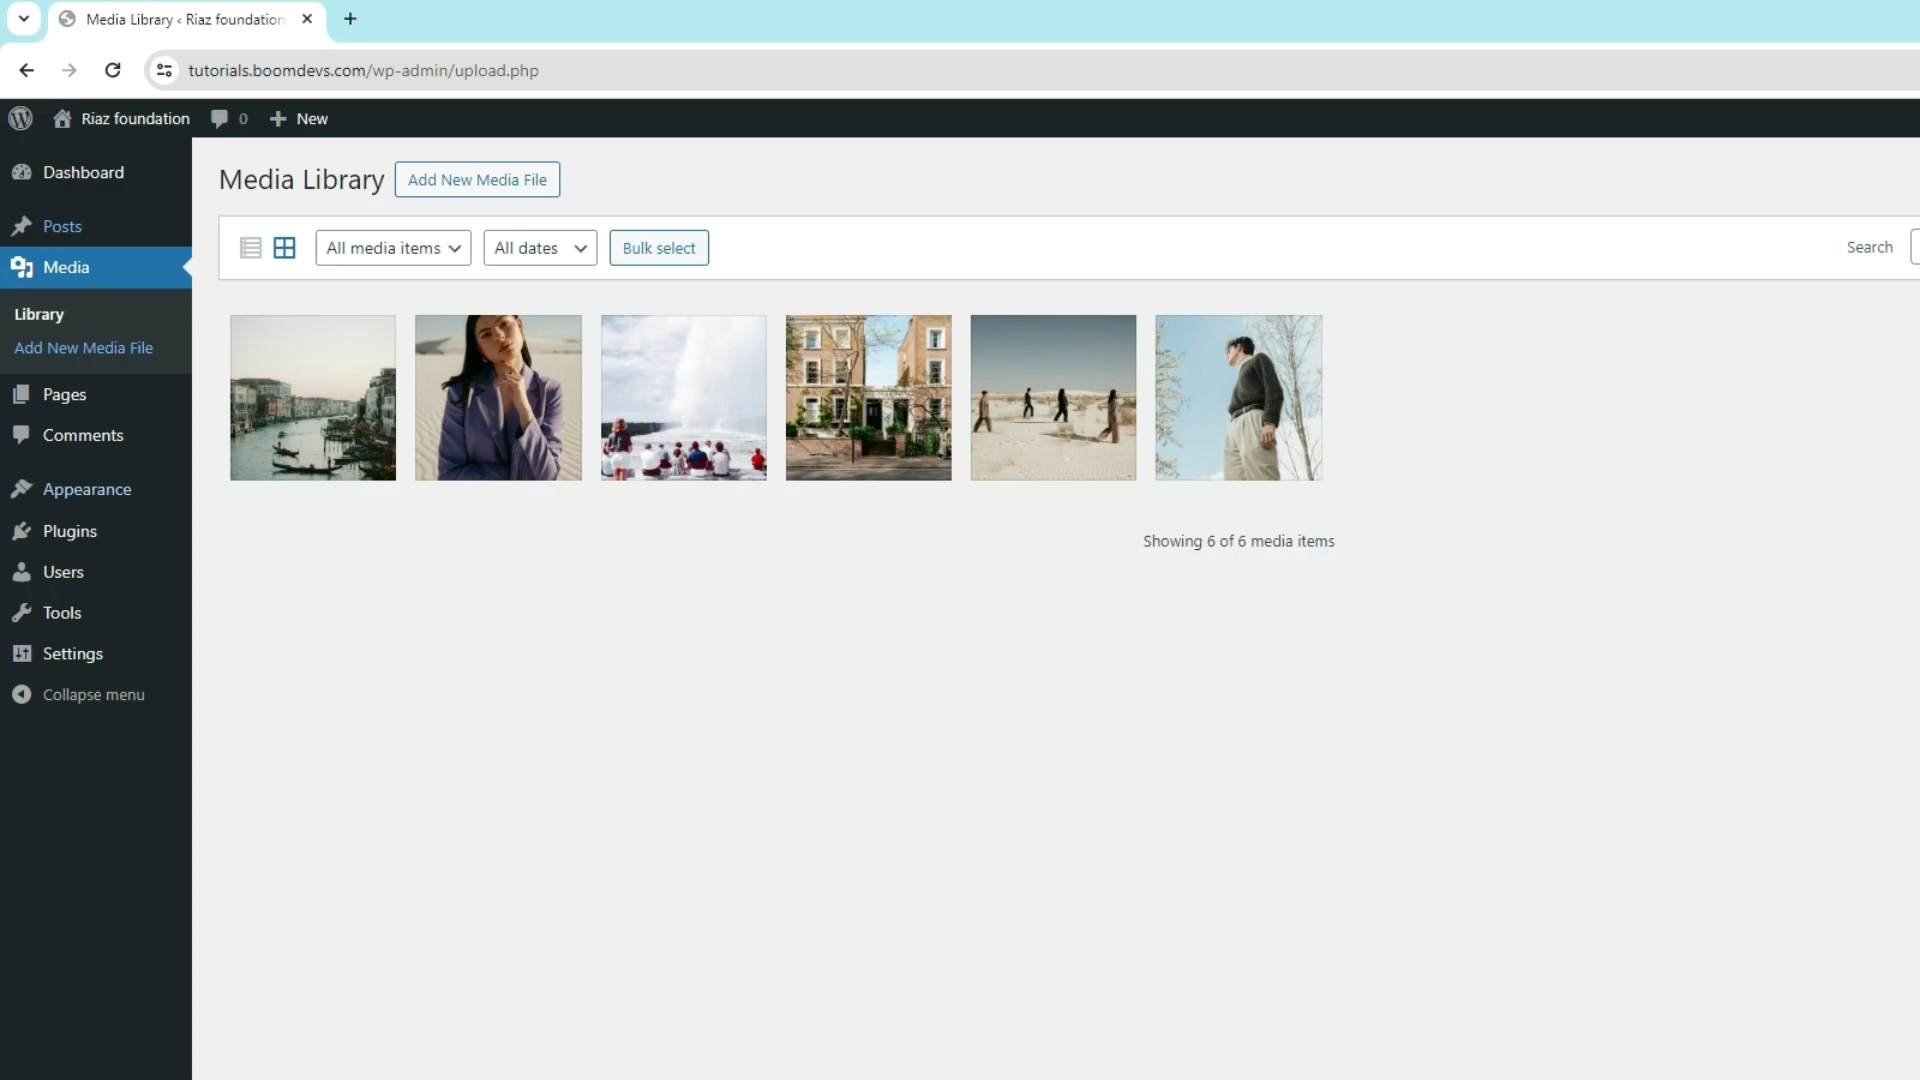 Media Library ‹ Riaz foundation
tutorials.boomdevs.com/wp-admin/upload.php
Riaz foundation 0 New
Dashboard
Posts
Media
Library
Add New Media File
Pages
Comments
Appearance
Plugins
Users
Tools
Settings
Collapse menu
Media Library Add New Media File
All media items All dates Bulk select Search
Showing 6 of 6 media items